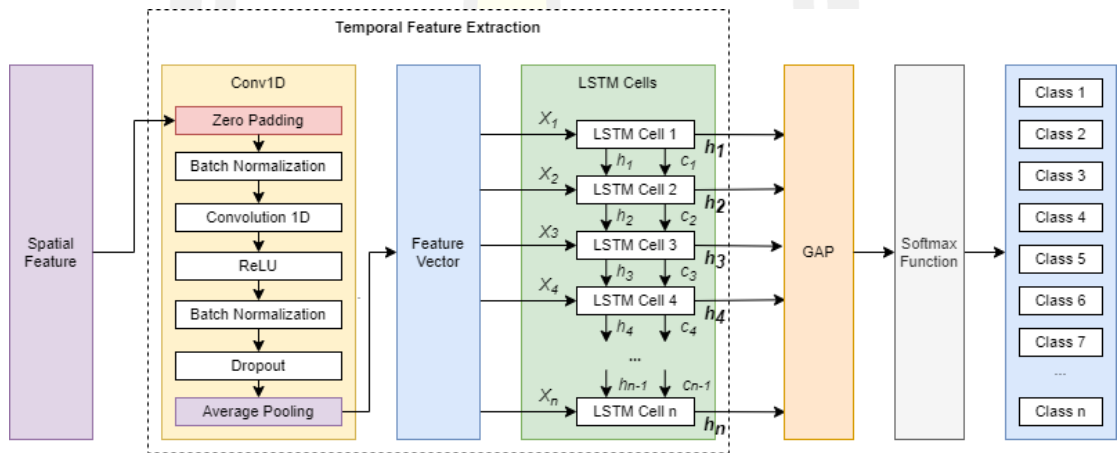 Temporal Feature Extraction
Spatial
Feature
Conv1D
Zero Padding
Batch Normalization
Convolution 1D
ReLU
Batch Normalization
Dropout
Average Pooling
Feature
Vector
LSTM Cells
X1
LSTM Cell 1
h1
h1
c1
X2
LSTM Cell 2
h2
h2
c2
X3
LSTM Cell 3
h3
h3
c3
X4
LSTM Cell 4
h4
h4
c4
...
hn-1
cn-1
Xn
LSTM Cell n
hn
GAP
Softmax
Function
Class 1
Class 2
Class 3
Class 4
Class 5
Class 6
Class 7
...
Class n